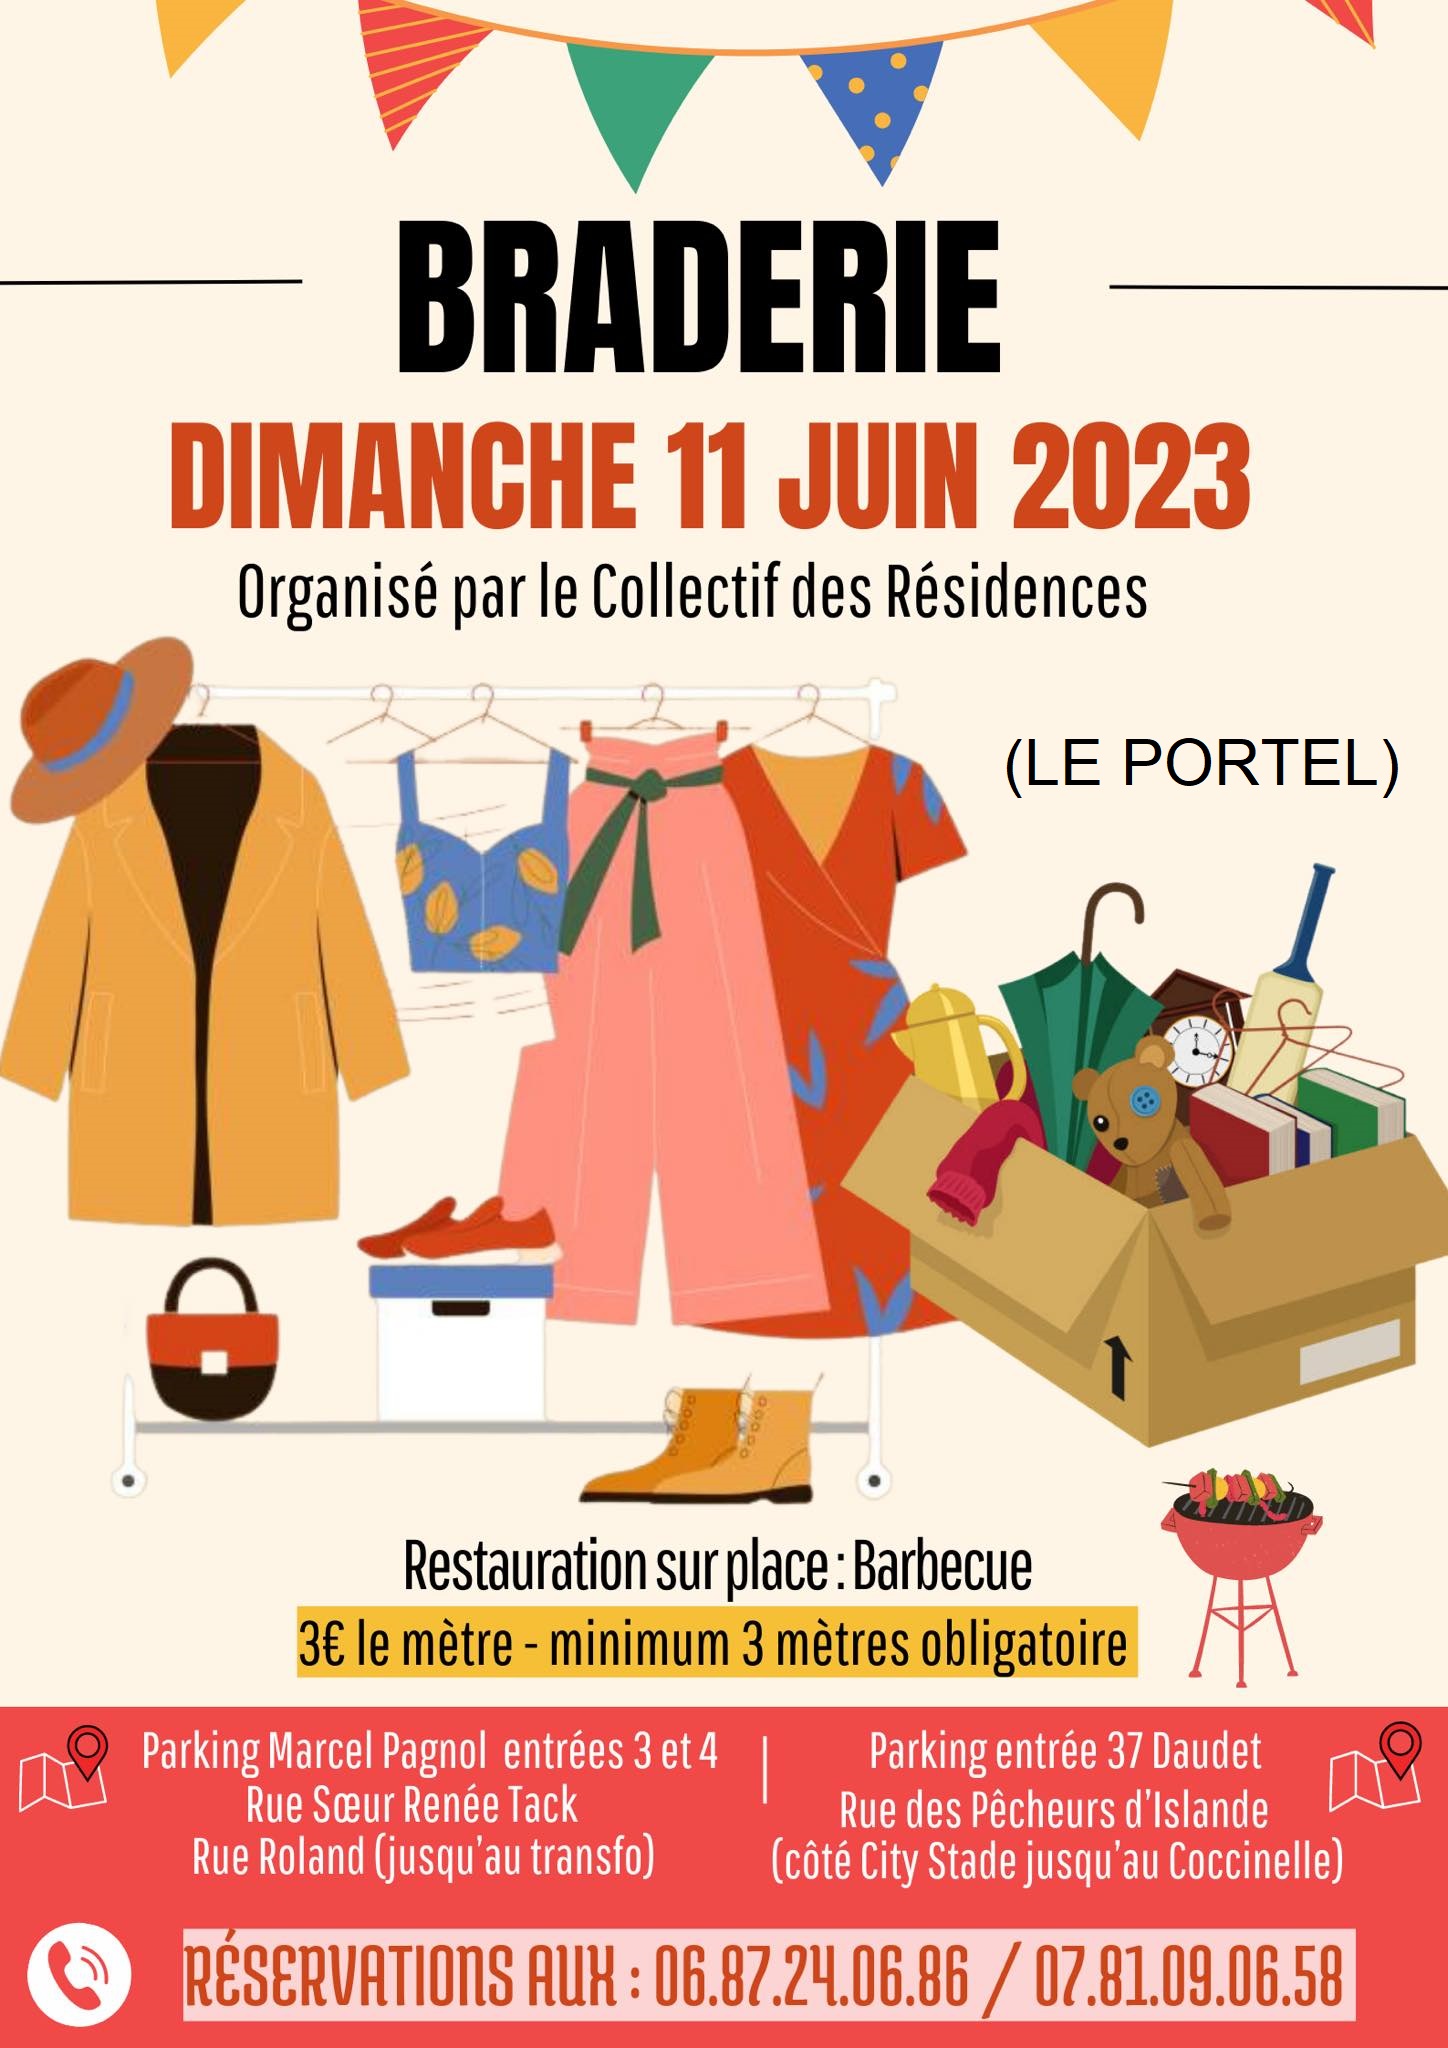 BRADERIE
DIMANCHE 11 JUIN 2023
Organisé par le Collectif des Résidences
(LE PORTEL)
Restauration sur place : Barbecue
3€ le mètre - minimum 3 mètres obligatoire
Parking Marcel Pagnol entrées 3 et 4
Rue Sœur Renée Tack
Rue Roland (jusqu'au transfo)
Parking entrée 37 Daudet
Rue des Pêcheurs d'Islande
(côté City Stade jusqu'au Coccinelle)
RÉSERVATIONS AUX : 06.87.24.06.86 / 07.81.09.06.58